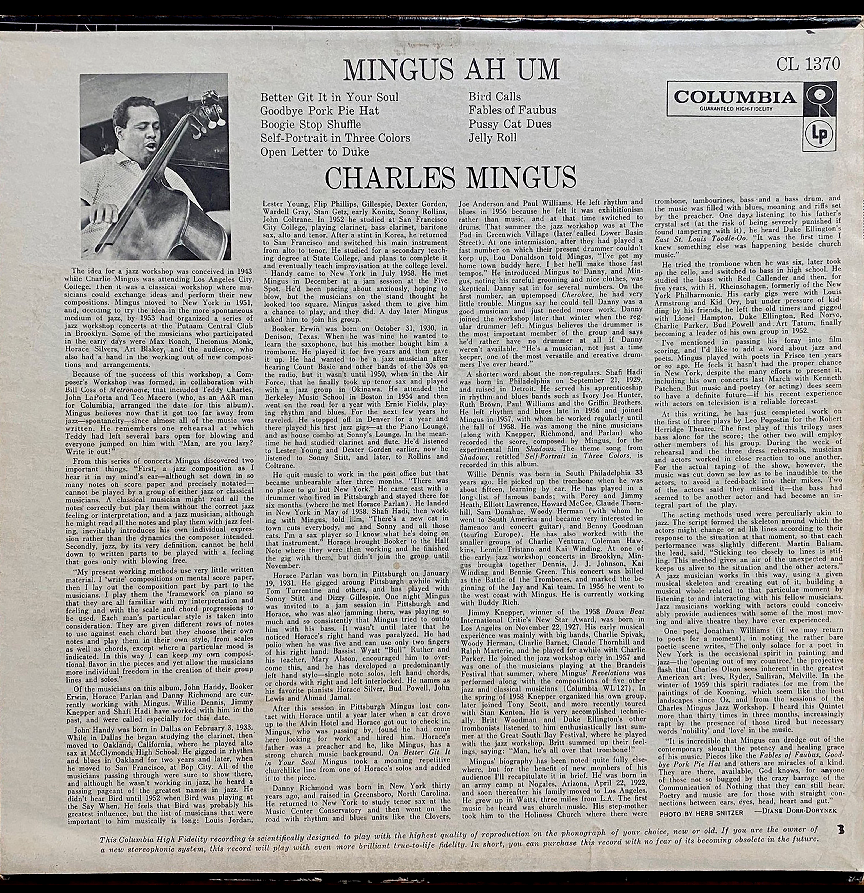 MINGUS AH UM
CL 1370
Better Git It in Your Soul
Goodbye Pork Pie Hat
Boogie Stop Shuffle
Self-Portrait in Three Colors
Open Letter to Duke
Bird Calls
Fables of Faubus
Pussy Cat Dues
Jelly Roll
COLUMBIA
GUARANTEED HIGH-FIDELITY
Lp
CHARLES MINGUS
The idea for a jazz workshop was conceived in 1943
while Charlie Mingus was attending Los Angeles City
College. Then it was a classical workshop where mu-
sicians could exchange ideas and perform their new
compositions. Mingus moved to New York in 1951,
and, deciding to try the idea in the more spontaneous
medium of jazz, by 1953 had organized a series of
jazz workshop concerts at the Putnam Central Club
in Brooklyn. Some of the musicians who participated
in the early days were Max Roach, Thelonius Monk,
Horace Silvers, Art Blakey, and the audience, who
also had a hand in the working out of new composi-
tions and arrangements.
Because of the success of this workshop, a Com-
poser's Workshop was formed, in collaboration with
Bill Coss of Metronome, that included Teddy Charles,
John LaPorta and Teo Macero (who, as an A&R man
for Columbia, arranged the date for this album).
Mingus believes now that it got too far away from
jazz—spontaneity—since almost all of the music was
written. He remembers one rehearsal at which
Teddy had left several bars open for blowing and
everyone jumped on him with "Man, are you lazy?
Write it out!"
From this series of concerts Mingus discovered two
important things. "First, a jazz composition as I
hear it in my mind's ear—although set down in so
many notes on score paper and precisely notated—
cannot be played by a group of either jazz or classical
musicians. A classical musician might read all the
notes correctly but play them without the correct jazz
feeling or interpretation, and a jazz musician, although
he might read all the notes and play them with jazz feel-
ing, inevitably introduces his own individual expres-
sion rather than the dynamics the composer intended.
Secondly, jazz, by its very definition, cannot be held
down to written parts to be played with a feeling
that goes only with blowing free.
"My present working methods use very little written
material. I 'write' compositions on mental score paper,
then I lay out the composition part by part to the
musicians. I play them the 'framework' on piano so
that they are all familiar with my interpretation and
feeling and with the scale and chord progressions to
be used. Each man's particular style is taken into
consideration. They are given different rows of notes
to use against each chord but they choose their own
notes and play them in their own style, from scales
as well as chords, except where a particular mood is
indicated. In this way I can keep my own composi-
tional flavor in the pieces and yet allow the musicians
more individual freedom in the creation of their group
lines and solos."
Of the musicians on this album, John Handy, Booker
Erwin, Horace Parlan and Danny Richmond are cur-
rently working with Mingus. Willie Dennis, Jimmy
Knepper and Shafi Hadi have worked with him in the
past, and were called especially for this date.
John Handy was born in Dallas on February 3, 1933.
While in Dallas he began studying the clarinet, then
moved to Oakland, California, where he played alto
sax at McClymonds High School. He gigged in rhythm
and blues in Oakland for two years and later, when
he moved to San Francisco, at Bop City. All of the
musicians passing through were sure to show there,
and although he wasn't working in jazz, he heard a
passing pageant of the greatest names in jazz. He
didn't hear Bird until 1952 when Bird was playing at
the Say When. He feels that Bird was probably his
greatest influence, but the list of musicians that were
important to him musically is long: Louis Jordan,
Lester Young, Flip Phillips, Gillespie, Dexter Gordon,
Wardell Gray, Stan Getz, early Konitz, Sonny Rollins,
John Coltrane. In 1952 he studied at San Francisco
City College, playing clarinet, bass clarinet, baritone
sax, alto and tenor. After a stint in Korea, he returned
to San Francisco and switched his main instrument
from alto to tenor. He studied for a secondary teach-
ing degree at State College, and plans to complete it
and eventually teach improvisation at the college level.
Handy came to New York in July 1958. He met
Mingus in December at a jam session at the Five
Spot. He'd been pacing about anxiously, hoping to
blow, but the musicians on the stand thought he
looked too square. Mingus asked them to give him
a chance to play, and they did. A day later Mingus
asked him to join his group.
Booker Erwin was born on October 31, 1930, in
Denison, Texas. When he was nine he wanted to
learn the saxophone, but his mother bought him a
trombone. He played it for five years and then gave
it up. He had wanted to be a jazz musician after
hearing Count Basie and other bands of the 30s on
the radio, but it wasn't until 1950, when in the Air
Force, that he finally took up tenor sax and played
with a jazz group in Okinawa. He attended the
Berkley Music School in Boston in 1954 and then
went on the road for a year with Ernie Fields, play-
ing rhythm and blues. For the next few years he
traveled. He stopped off in Denver for a year and
there played his first jazz gig—at the Piano Lounge,
and as house combo at Sonny's Lounge. In the mean-
time he had studied clarinet and flute. He'd listened
to Lester Young and Dexter Gordon earlier, now he
listened to Sonny Stitt, and later, to Rollins and
Coltrane.
He quit music to work in the post office but that
became unbearable after three months. "There was
no place to go but New York." He came east with a
drummer who lived in Pittsburgh and stayed there for
six months (where he met Horace Parlan). He landed
in New York in May of 1958. Shafi Hadi, then work-
ing with Mingus, told him, "There's a new cat in
town cuts everybody, me and Sonny and all those
cats. I'm a sax player so I know what he's doing on
that instrument." Horace brought Booker to the Half
Note where they were then working and he finished
the gig with them, but didn't join the group until
November.
Horace Parlan was born in Pittsburgh on January
19, 1931. He gigged around Pittsburgh awhile with
Tom Turrentine and others, and has played with
Sonny Stitt and Dizzy Gillespie. One night Mingus
was invited to a jam session in Pittsburgh and
Horace, who was also jamming there, was playing so
much and so consistently that Mingus tried to outdo
him with his bass. It wasn't until later that he
noticed Horace's right hand was paralyzed. He had
polio when he was five and can use only two fingers
of his right hand. Bassist Wyatt "Bull" Ruther and
his teacher, Mary Alston, encouraged him to over-
come this, and he has developed a predominantly
left hand style—single note solos, left hand chords,
or chords with right and left interlocked. He names as
his favorite pianists Horace Silver, Bud Powell, John
Lewis and Ahmad Jamal.
After this session in Pittsburgh Mingus lost con-
tact with Horace until a year later when a car drove
up to the Alvin Hotel and Horace got out to check in.
Mingus, who was passing by, found he had come
here looking for work and hired him. Horace's
father was a preacher and he, like Mingus, has a
strong church music background. On Better Git It
in Your Soul Mingus took a moaning repetitive
churchy like line from one of Horace's solos and added
it to the piece.
Danny Richmond was born in New York thirty
years ago, and raised in Greensboro, North Carolina.
He returned to New York to study tenor sax at the
Music Center Conservatory and then went on the
road with rhythm and blues units like the Clovers,
Joe Anderson and Paul Williams. He left rhythm and
blues in 1956 because he felt it was exhibitionism
rather than music, and at that time switched to
drums. That summer the jazz workshop was at The
Pad in Greenwich Village (later called Lower Basin
Street). At one intermission, after they had played a
fast number on which their present drummer couldn't
keep up, Lou Donaldson told Mingus, "I've got my
home town buddy here. I bet he'll make those fast
tempos." He introduced Mingus to Danny, and Min-
gus, noting his careful grooming and nice clothes, was
skeptical. Danny sat in for several numbers. On the
first number, an uptempoed Cherokee, he had very
little trouble. Mingus say he could tell Danny was a
good musician and just needed more work. Danny
joined the workshop later that winter when the reg-
ular drummer left. Mingus believes the drummer is
the most important member of the group and says
he'd rather have no drummer at all if Danny
weren't available. "He's a musician, not just a time
keeper, one of the most versatile and creative drum-
mers I've ever heard."
A shorter word about the non-regulars. Shafi Hadi
was born in Philadelphia on September 21, 1929,
and raised in Detroit. He served his apprenticeship
in rhythm and blues bands such as Ivory Joe Hunter,
Ruth Brown, Paul Williams and the Griffin Brothers.
He left rhythm and blues late in 1956 and joined
Mingus in 1957, with whom he worked regularly until
the fall of 1958. He was among the nine musicians
(along with Knepper, Richmond, and Parlan) who
recorded the score, composed by Mingus, for the
experimental film Shadows. The theme song from
Shadows, retitled Self-Portrait in Three Colors, is
recorded in this album.
Willie Dennis was born in South Philadelphia 33
years ago. He picked up the trombone when he was
about fifteen, learning by ear. He has played in a
long list of famous bands; with Percy and Jimmy
Heath, Elliott Lawrence, Howard McGee, Claude Thorn-
hill, Sam Donahue, Woody Herman (with whom he
went to South America and became very interested in
flamenco and concert guitar), and Benny Goodman
(touring Europe). He has also worked with the
smaller groups of Charlie Ventura, Coleman Haw-
kins, Lennie Tristano and Kai Winding. At one of
the early jazz workshop concerts in Brooklyn, Min-
gus brought together Dennis, J. J. Johnson, Kai
Winding and Bennie Green. This concert was billed
as the Battle of the Trombones, and marked the be-
ginning of the Jay and Kai team. In 1956 he went to
the west coast with Mingus. He is currently working
with Buddy Rich.
Jimmy Knepper, winner of the 1958 Down Beat
International Critic's New Star Award, was born in
Los Angeles on November 22, 1927. His early musical
experience was mainly with big bands, Charlie Spivak,
Woody Herman, Charlie Barnet, Claude Thornhill and
Ralph Marterie, and he played for awhile with Charlie
Parker. He joined the jazz workshop early in 1957 and
was one of the musicians playing at the Brandeis
Festival that summer, where Mingus' Revelations was
performed along with the compositions of five other
jazz and classical musicians (Columbia WL 127). In
the spring of 1958 Knepper organized his own group,
later joined Tony Scott, and more recently toured
with Stan Kenton. He is very accomplished technic-
ally. Britt Woodman and Duke Ellington's other
trombonists listened to him enthusiastically last sum-
mer at the Great South Bay Festival, where he played
with the jazz workshop. Britt summed up their feel-
ings, saying: "Man, he's all over that trombone!"
Mingus' biography has been noted quite fully else-
where, but for the benefit of new members of his
audience I'll recapitulate it in brief. He was born in
an army camp at Nogales, Arizona, April 22, 1922,
and soon thereafter his family moved to Los Angeles.
He grew up in Watts, three miles from LA. The first
music he heard was church music. His step-mother
took him to the Holiness Church where there were
trombone, tambourines, bass and a bass drum, and
the music was filled with blues, moaning and riffs set
by the preacher. One day, listening to his father's
crystal set (at the risk of being severely punished if
found tampering with it), he heard Duke Ellington's
East St. Louis Toodle-Oo. "It was the first time I
knew something else was happening beside church
music."
He tried the trombone when he was six, later took
up the cello, and switched to bass in high school. He
studied the bass with Red Callender and then, for
five years, with H. Rheinschagen, formerly of the New
York Philharmonic. His early gigs were with Louis
Armstrong and Kid Ory, but under pressure of kid-
ding by his friends, he left the old timers and gigged
with Lionel Hampton, Duke Ellington, Red Norvo,
Charlie Parker, Bud Powell and Art Tatum, finally
becoming a leader of his own group in 1952.
I've mentioned in passing his foray into film
scoring, and I'd like to add a word about jazz and
poets. Mingus played with poets in Frisco ten years
or so ago. He feels it hasn't had the proper chance
in New York, despite the many efforts to present it,
including his own concerts last March with Kenneth
Patchen. But music and poetry (or acting) does seem
to have a definite future—if his recent experience
with actors on television is a reliable forecast.
At this writing, he has just completed work on
the first of three plays by Leo Pogostin for the Robert
Herridge Theatre. The first play of this trilogy uses
bass alone for the score; the other two will employ
other members of his group. During the week of
rehearsal and the three dress rehearsals, musician
and actors worked in close reaction to one another.
For the actual taping of the show, however, the
music was cut down so low as to be inaudible to the
actors, to avoid a feed-back into their mikes. Two
of the actors said they missed it—the bass had
seemed to be another actor and had become an in-
tegral part of the play.
The acting methods used were peculiarly akin to
jazz. The script formed the skeleton around which the
actors might change or ad lib lines according to their
response to the situation at that moment, so that each
performance was slightly different. Martin Balsam,
the lead, said, "Sticking too closely to lines is stif-
ling. This method gives an air of the unexpected and
keeps us alive to the situation and the other actors."
A jazz musician works in this way, using a given
musical skeleton and creating out of it, building a
musical whole related to that particular moment by
listening to and interacting with his fellow musicians.
Jazz musicians working with actors could conceiv-
ably provide audiences with some of the most mov-
ing and alive theatre they have ever experienced.
One poet, Jonathan Williams (if we may return
to poets for a moment), in noting the rather bare
poetic scene writes, "The only solace for a poet in
New York is the occasional spirit in painting and
jazz—the 'opening out of my countree,' the projective
splash that Charles Olson sees inherent in the greatest
American art; Ives, Ryder, Sullivan, Melville. In the
winter of 1959 this spirit radiates for me from the
paintings of de Kooning, which seem like the best
landscapes since Oz, and from the sessions of the
Charles Mingus Jazz Workshop. I heard this Quintet
more than thirty times in three months, increasingly
rapt by the presence of those tired but necessary
words 'nobility' and 'love' in the music.
"It is incredible that Mingus can dredge out of the
contemporary slough the potency and healing grace
of his music. Pieces like the Fables of Faubus, Good-
bye Pork Pie Hat and others are miracles of a kind.
They are there, available, God knows, for anyone
of those not so bugged by the crazy barrage of the
Communication of Nothing that they can still hear.
Poetry and music are for those with straight con-
nections between ears, eyes, head, heart and gut."
—DIANE DORR-DORYNEK
PHOTO BY HERB SNITZER
This Columbia High Fidelity recording is scientifically designed to play with the highest quality of reproduction on the phonograph of your choice, new or old. If you are the owner of
a new stereophonic system, this record will play with even more brilliant true-to-life fidelity. In short, you can purchase this record with no fear of its becoming obsolete in the future.
3